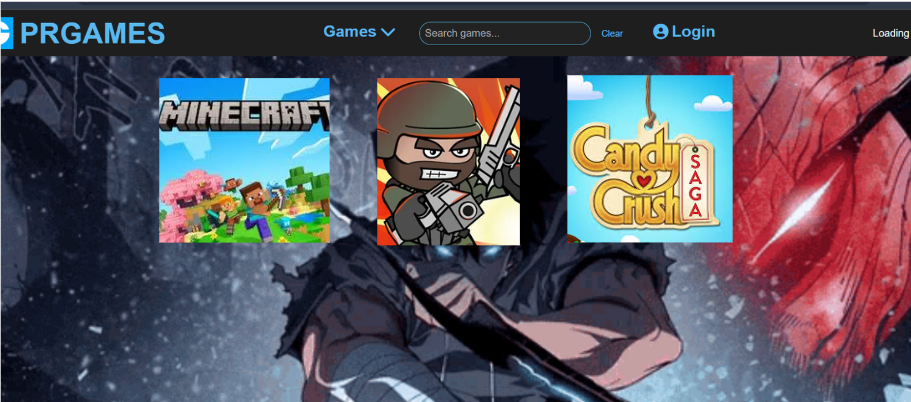 PRGAMES
Games
Search games...
Clear
Login
Loading
MINECRAFT
Candy
Crush
SAGA